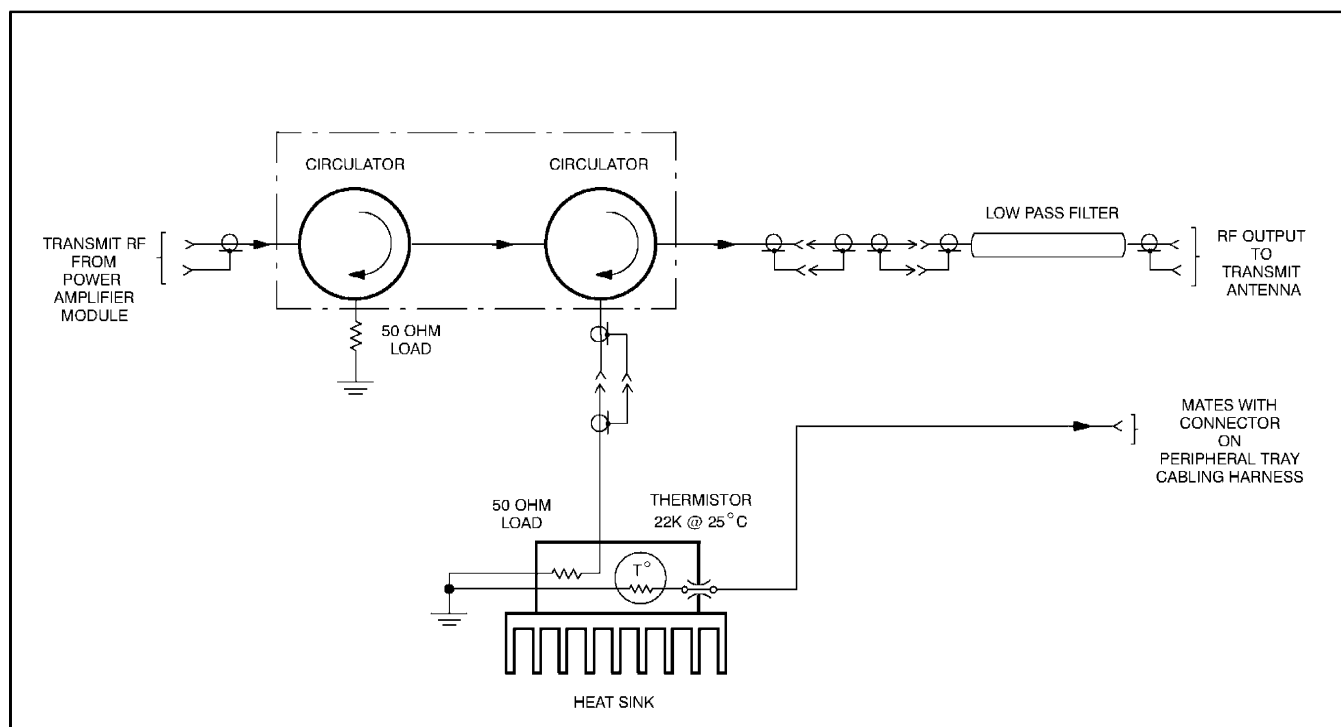 CIRCULATOR
CIRCULATOR
TRANSMIT RF
FROM
POWER
AMPLIFIER
MODULE
LOW PASS FILTER
RF OUTPUT
TO
TRANSMIT
ANTENNA
50 OHM
LOAD
MATES WITH
CONNECTOR
ON
PERIPHERAL TRAY
CABLING HARNESS
50 OHM
LOAD
THERMISTOR
22K @ 25°C
T°
HEAT SINK